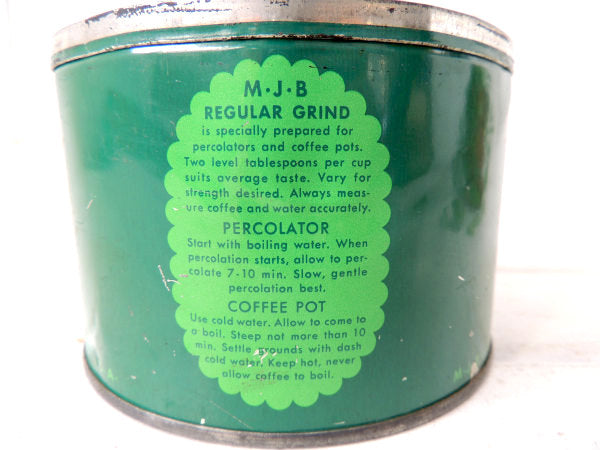 M·J·B
REGULAR GRIND
is specially prepared for
percolators and coffee pots.
Two level tablespoons per cup
suits average taste. Vary for
strength desired. Always meas-
ure coffee and water accurately.
PERCOLATOR
Start with boiling water. When
percolation starts, allow to per-
colate 7-10 min. Slow, gentle
percolation best.
COFFEE POT
Use cold water. Allow to come to
a boil. Steep not more than 10
min. Settle grounds with dash
cold water. Keep hot, never
allow coffee to boil.